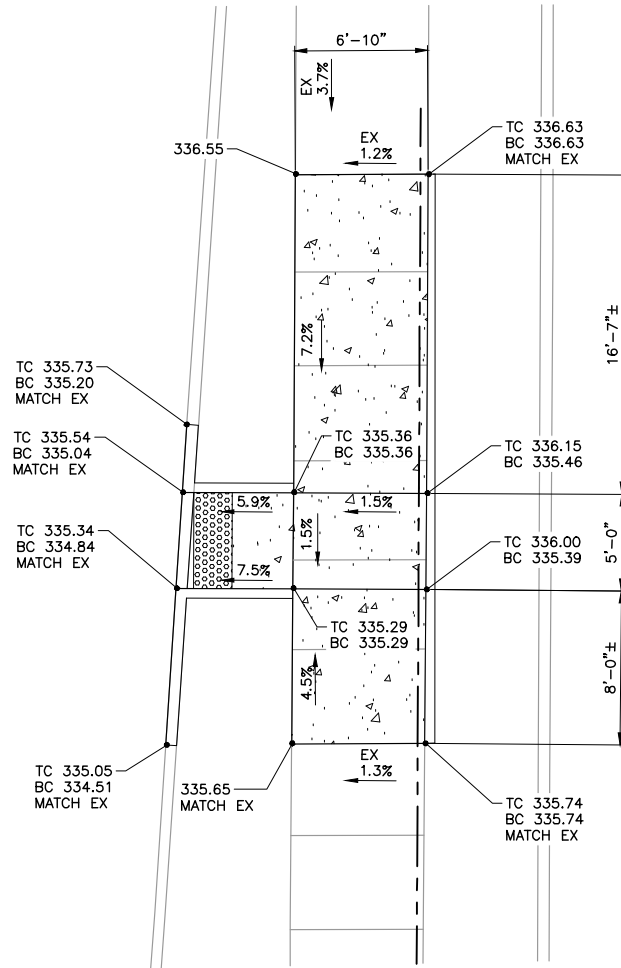 6'-10"
EX
3.7%
EX
1.2%
336.55
TC 336.63
BC 336.63
MATCH EX
7.2%
16'-7"±
TC 335.73
BC 335.20
MATCH EX
TC 335.54
BC 335.04
MATCH EX
TC 335.36
BC 335.36
TC 336.15
BC 335.46
5.9%
1.5%
1.5%
5'-0"
TC 335.34
BC 334.84
MATCH EX
7.5%
TC 336.00
BC 335.39
TC 335.29
BC 335.29
4.5%
8'-0"±
TC 335.05
BC 334.51
MATCH EX
335.65
MATCH EX
EX
1.3%
TC 335.74
BC 335.74
MATCH EX